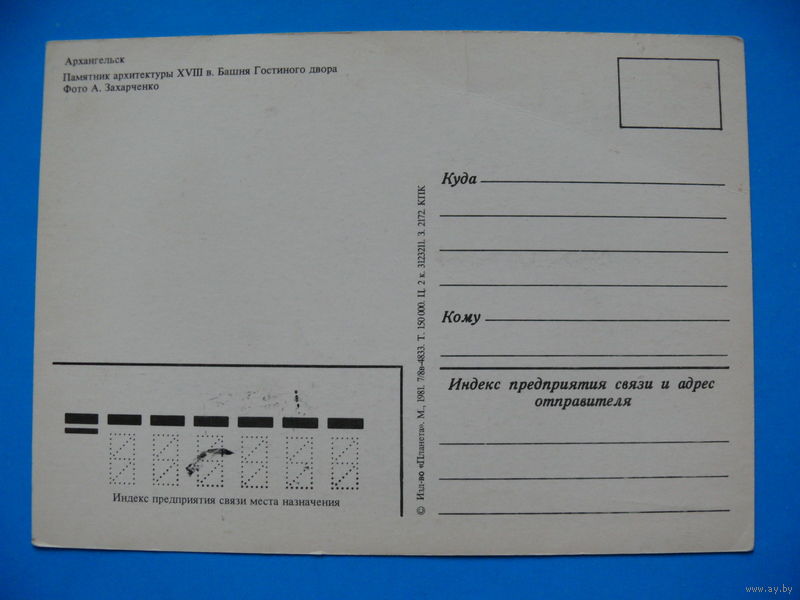 Архангельск
Памятник архитектуры XVIII в. Башня Гостиного двора
Фото А. Захарченко
Куда
Кому
Индекс предприятия связи и адрес
отправителя
Индекс предприятия связи места назначения
© Изд-во «Планета». М., 1981. 7/8в-4833. Т. 150 000. Ц. 2 к. 3123211. З. 2172. КПК
www.ay.by